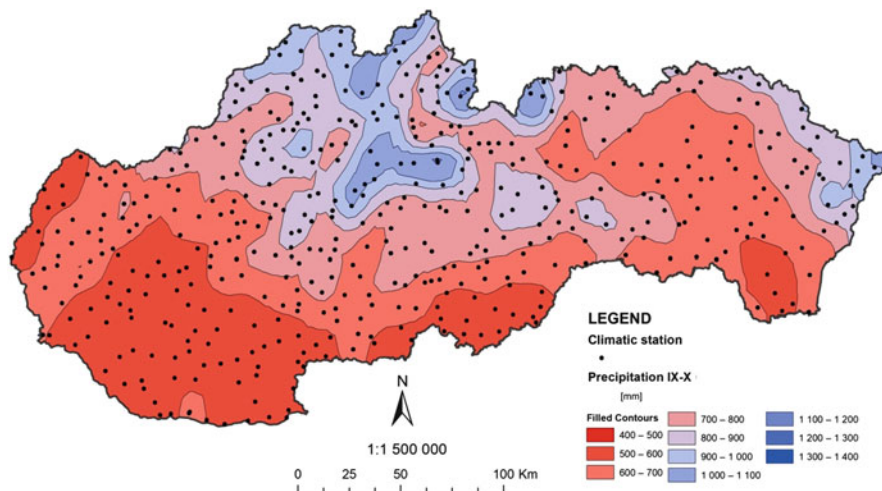 LEGEND
Climatic station
Precipitation IX-X
[mm]
Filled Contours
400 – 500
500 – 600
600 – 700
700 – 800
800 – 900
900 – 1 000
1 000 – 1 100
1 100 – 1 200
1 200 – 1 300
1 300 – 1 400
N
1:1 500 000
0 25 50 100 Km